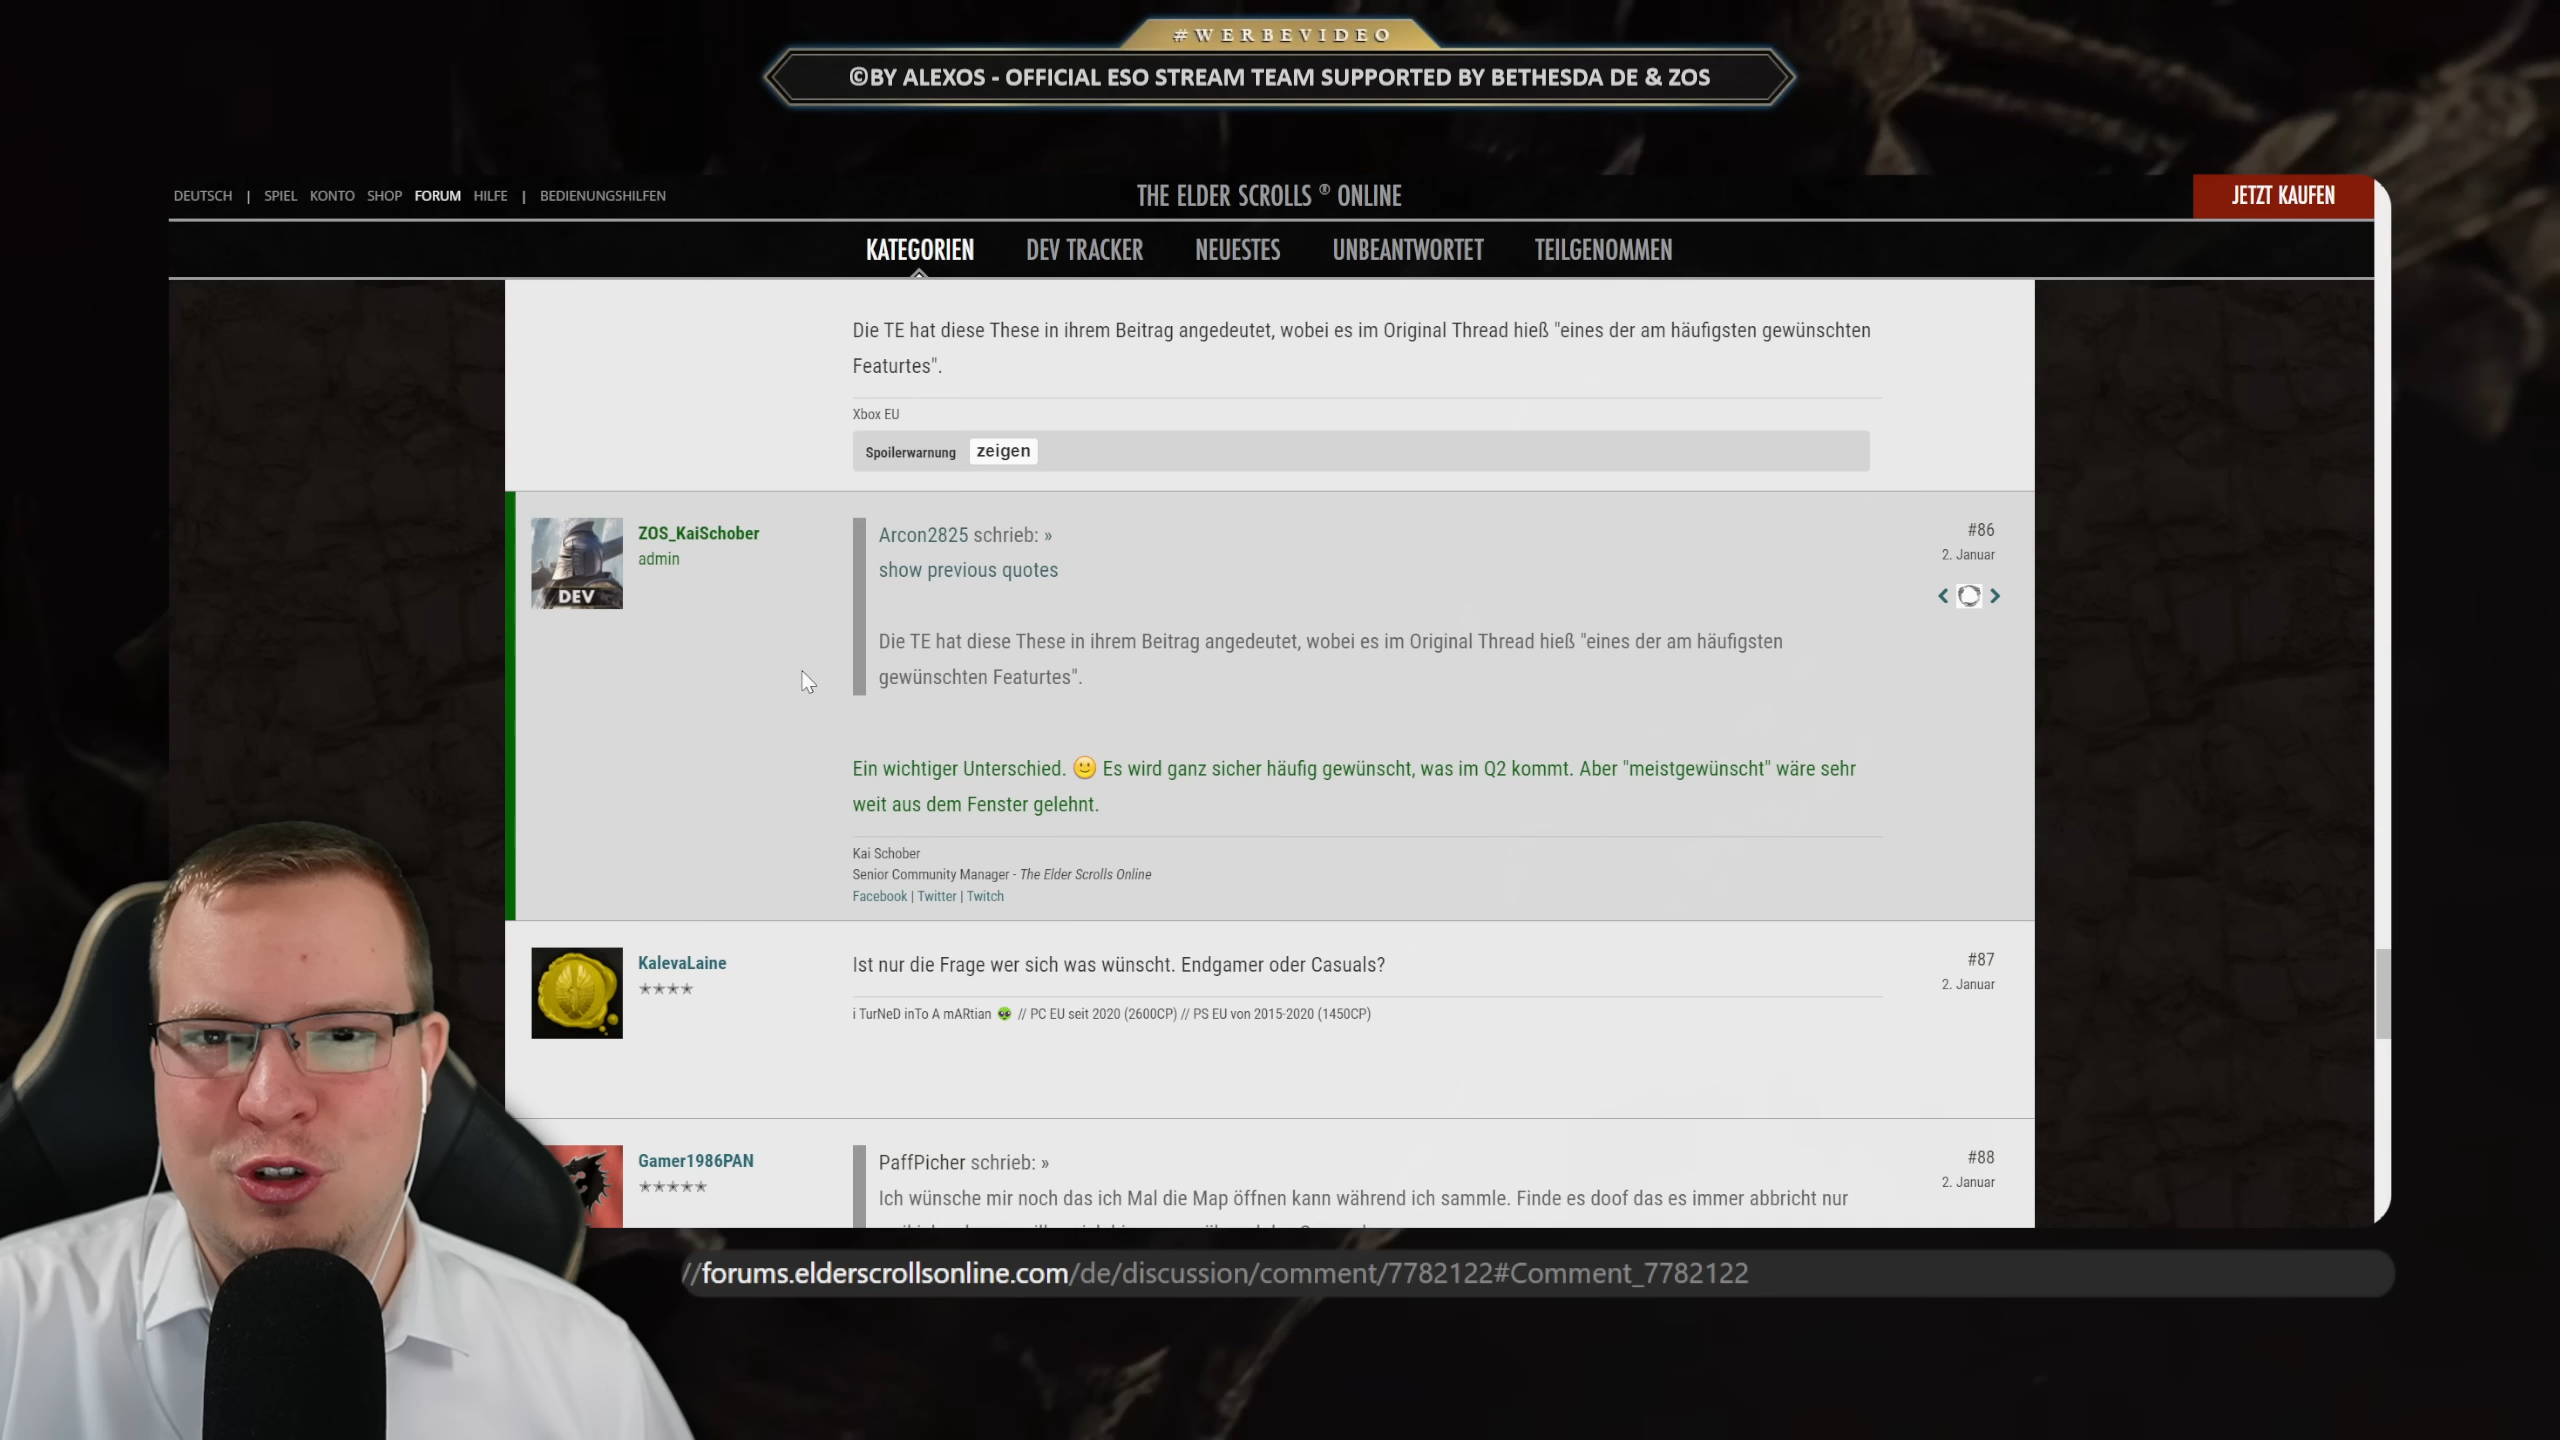 #WERBEVIDEO
©BY ALEXOS - OFFICIAL ESO STREAM TEAM SUPPORTED BY BETHESDA DE & ZOS
DEUTSCH | SPIEL KONTO SHOP FORUM HILFE | BEDIENUNGSHILFEN
THE ELDER SCROLLS ® ONLINE
JETZT KAUFEN
KATEGORIEN DEV TRACKER NEUESTES UNBEANTWORTET TEILGENOMMEN
Die TE hat diese These in ihrem Beitrag angedeutet, wobei es im Original Thread hieß "eines der am häufigsten gewünschten
Featurtes".
Xbox EU
Spoilerwarnung zeigen
ZOS_KaiSchober
admin
DEV
Arcon2825 schrieb: »
show previous quotes
Die TE hat diese These in ihrem Beitrag angedeutet, wobei es im Original Thread hieß "eines der am häufigsten
gewünschten Featurtes".
#86
2. Januar
Ein wichtiger Unterschied. 🙂 Es wird ganz sicher häufig gewünscht, was im Q2 kommt. Aber "meistgewünscht" wäre sehr
weit aus dem Fenster gelehnt.
Kai Schober
Senior Community Manager - The Elder Scrolls Online
Facebook | Twitter | Twitch
KalevaLaine
★★★★
Ist nur die Frage wer sich was wünscht. Endgamer oder Casuals?
#87
2. Januar
i TurNeD inTo A mARtian 👽 // PC EU seit 2020 (2600CP) // PS EU von 2015-2020 (1450CP)
Gamer1986PAN
★★★★★
PaffPicher schrieb: »
Ich wünsche mir noch das ich Mal die Map öffnen kann während ich sammle. Finde es doof das es immer abbricht nur
#88
2. Januar
//forums.elderscrollsonline.com/de/discussion/comment/7782122#Comment_7782122